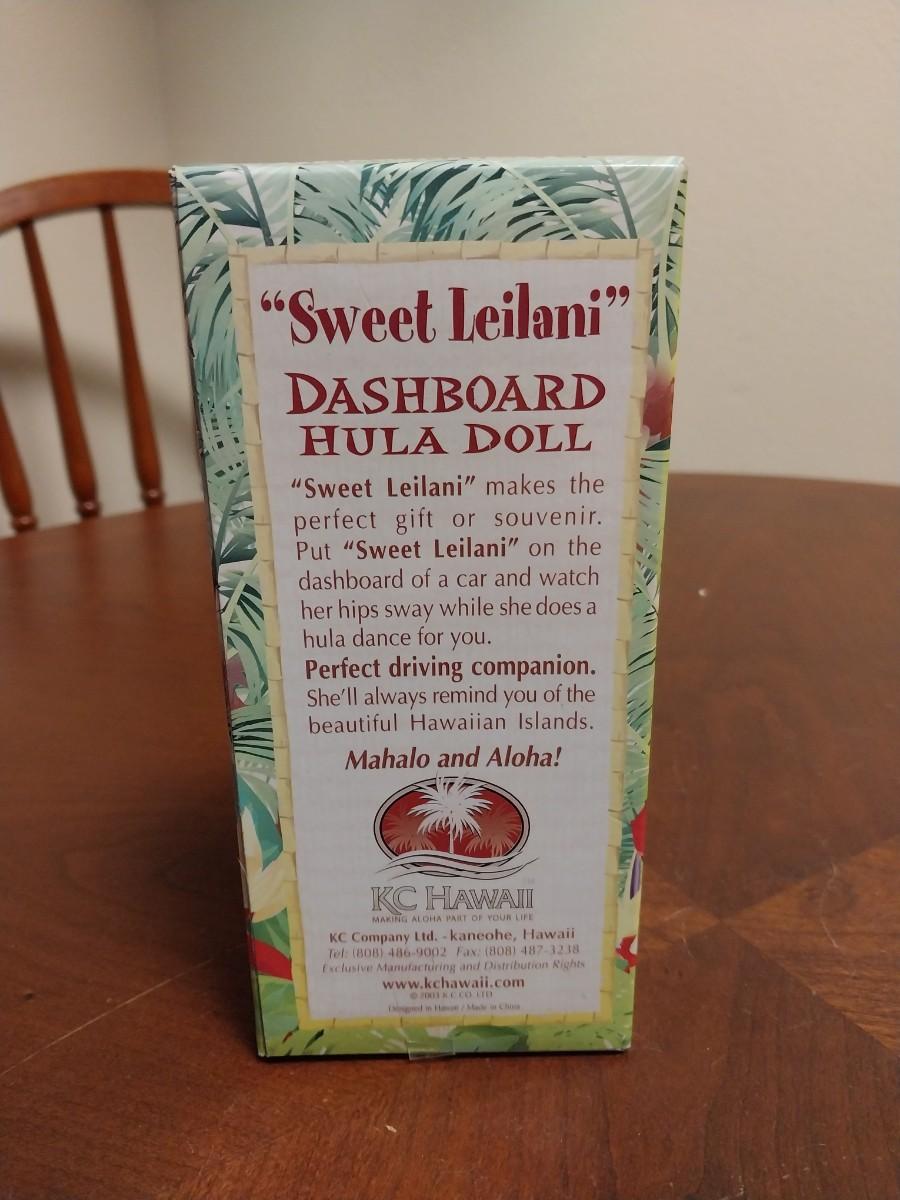 “Sweet Leilani”
DASHBOARD
HULA DOLL
“Sweet Leilani” makes the
perfect gift or souvenir.
Put “Sweet Leilani” on the
dashboard of a car and watch
her hips sway while she does a
hula dance for you.
Perfect driving companion.
She’ll always remind you of the
beautiful Hawaiian Islands.
Mahalo and Aloha!
KC HAWAII TM
MAKING ALOHA PART OF YOUR LIFE
KC Company Ltd. - kaneohe, Hawaii
Tel: (808) 486-9002 Fax: (808) 487-3238
Exclusive Manufacturing and Distribution Rights
www.kchawaii.com
© 2003 K.C. CO. LTD
Designed in Hawaii / Made in China